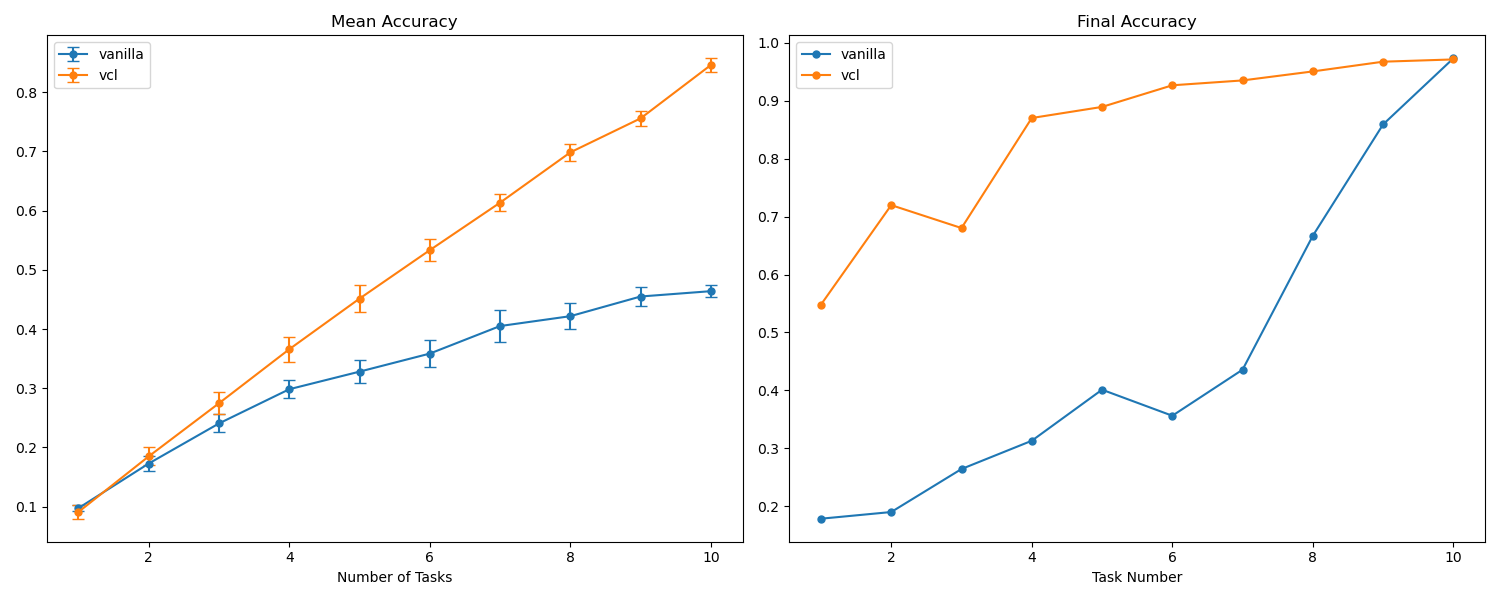 Mean Accuracy
vanilla
vcl
0.8
0.7
0.6
0.5
0.4
0.3
0.2
0.1
2 4 6 8 10
Number of Tasks
Final Accuracy
vanilla
vcl
1.0
0.9
0.8
0.7
0.6
0.5
0.4
0.3
0.2
2 4 6 8 10
Task Number